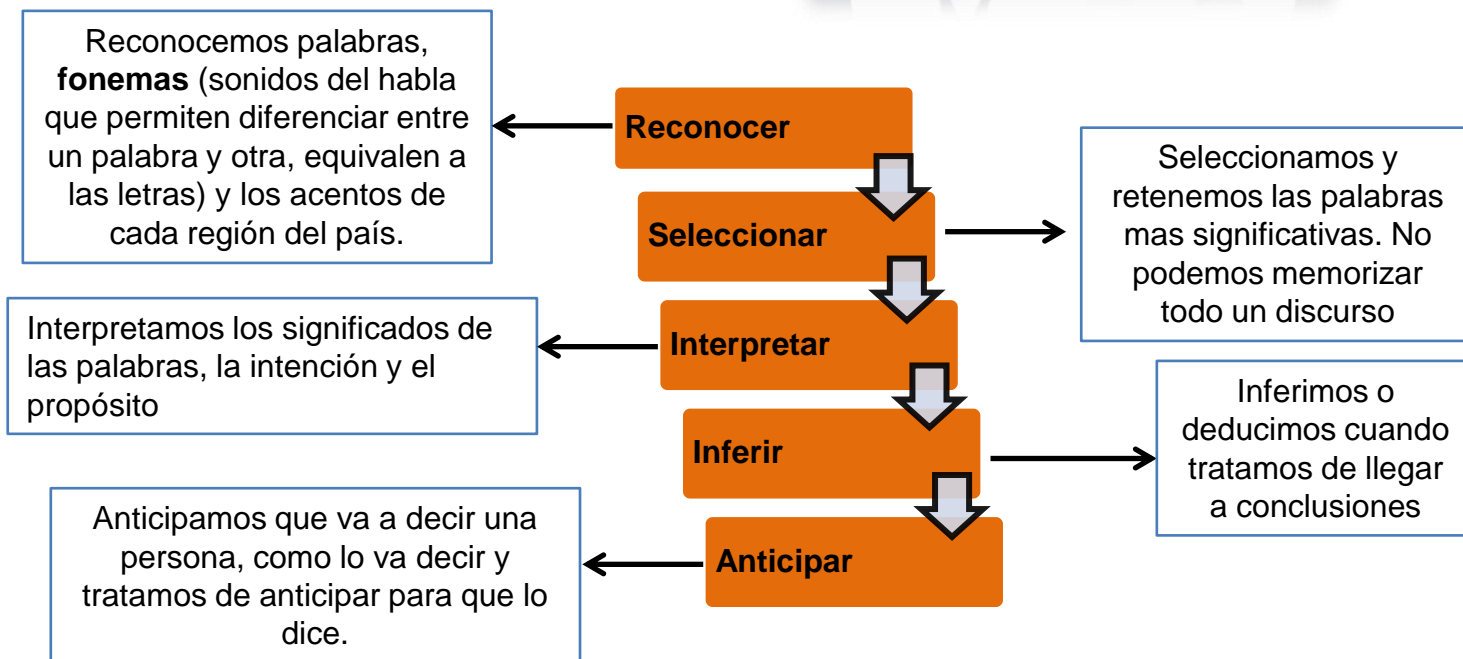 Reconocemos palabras,
fonemas (sonidos del habla
que permiten diferenciar entre
un palabra y otra, equivalen a
las letras) y los acentos de
cada región del país.
Reconocer
Seleccionar
Seleccionamos y
retenemos las palabras
mas significativas. No
podemos memorizar
todo un discurso
Interpretamos los significados de
las palabras, la intención y el
propósito
Interpretar
Inferir
Inferimos o
deducimos cuando
tratamos de llegar
a conclusiones
Anticipamos que va a decir una
persona, como lo va decir y
tratamos de anticipar para que lo
dice.
Anticipar